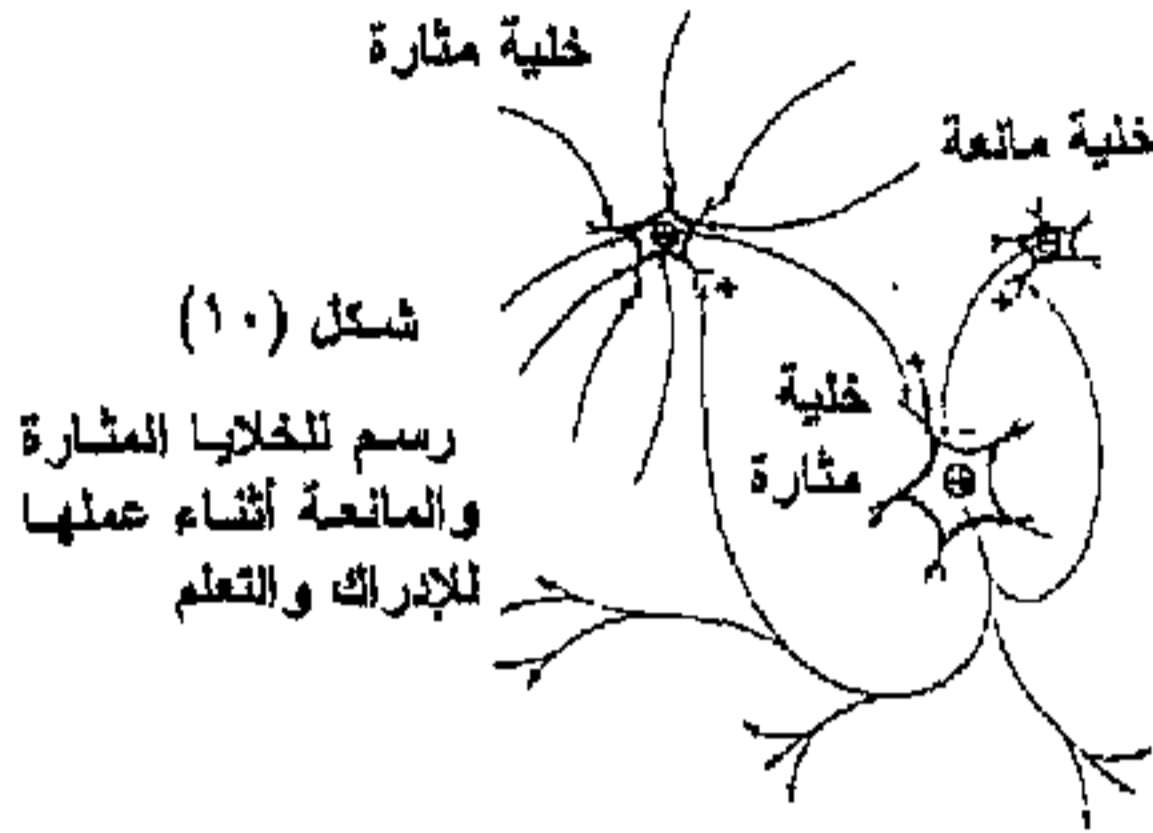 خلية مثارة
خلية مانعة
شكل (١٠)
رسم للخلايا المثارة
والمانعة أثناء عملها
للإدراك والتعلم
خلية
مثارة
+
+
+
-